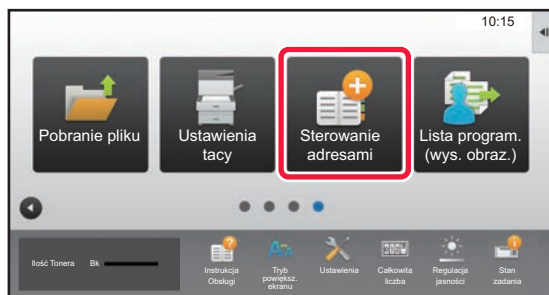 10:15
Pobranie pliku
Ustawienia
tacy
Sterowanie
adresami
Lista program.
(wys. obraz.)
Ilość Tonera
Bk
Instrukcja
Obsługi
Tryb
powiększ.
ekranu
Ustawienia
Całkowita
liczba
Regulacja
jasności
Stan
zadania